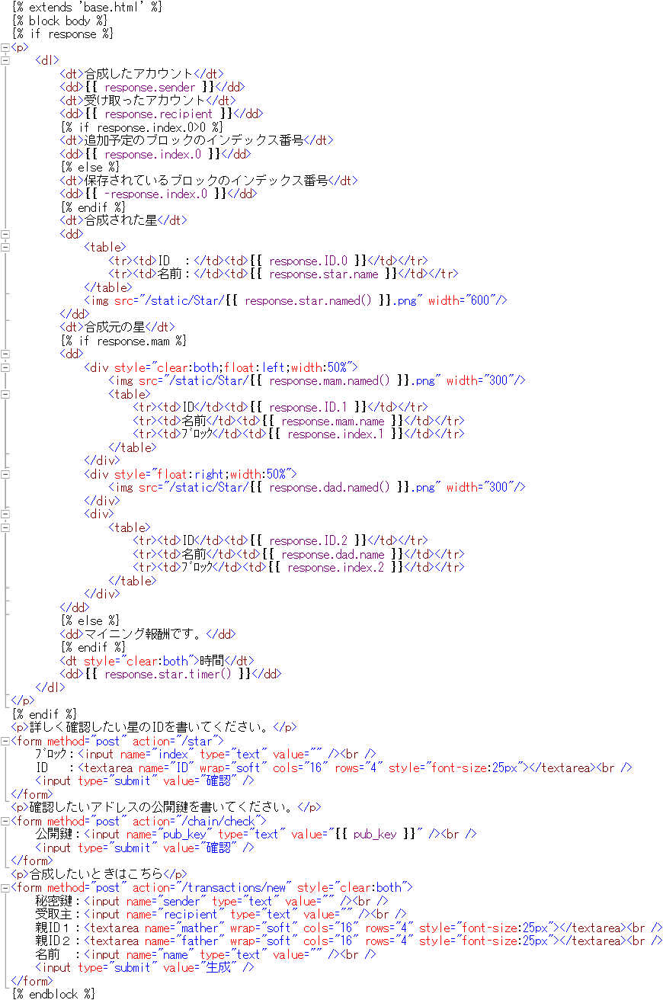 {% extends 'base.html' %}
{% block body %}
{% if response %}
<p>
    <dl>
        <dt>合成したアカウント</dt>
        <dd>{{ response.sender }}</dd>
        <dt>受け取ったアカウント</dt>
        <dd>{{ response.recipient }}</dd>
        {% if response.index.0>0 %}
        <dt>追加予定のブロックのインデックス番号</dt>
        <dd>{{ response.index.0 }}</dd>
        {% else %}
        <dt>保存されているブロックのインデックス番号</dt>
        <dd>{{ -response.index.0 }}</dd>
        {% endif %}
        <dt>合成された星</dt>
        <dd>
            <table>
                <tr><td>ID  :</td><td>{{ response.ID.0 }}</td></tr>
                <tr><td>名前:</td><td>{{ response.star.name }}</td></tr>
            </table>
            <img src="/static/Star/{{ response.star.named() }}.png" width="600"/>
        </dd>
        <dt>合成元の星</dt>
        {% if response.mam %}
        <dd>
            <div style="clear:both;float:left;width:50%">
                <img src="/static/Star/{{ response.mam.named() }}.png" width="300"/>
                <table>
                    <tr><td>ID</td><td>{{ response.ID.1 }}</td></tr>
                    <tr><td>名前</td><td>{{ response.mam.name }}</td></tr>
                    <tr><td>ﾌﾞﾛｯｸ</td><td>{{ response.index.1 }}</td></tr>
                </table>
            </div>
            <div style="float:right;width:50%">
                <img src="/static/Star/{{ response.dad.named() }}.png" width="300"/>
            </div>
            <div>
                <table>
                    <tr><td>ID</td><td>{{ response.ID.2 }}</td></tr>
                    <tr><td>名前</td><td>{{ response.dad.name }}</td></tr>
                    <tr><td>ﾌﾞﾛｯｸ</td><td>{{ response.index.2 }}</td></tr>
                </table>
            </div>
        </dd>
        {% else %}
        <dd>マイニング報酬です。</dd>
        {% endif %}
        <dt style="clear:both">時間</dt>
        <dd>{{ response.star.timer() }}</dd>
    </dl>
</p>
{% endif %}
<p>詳しく確認したい星のIDを書いてください。</p>
<form method="post" action="/star">
    ﾌﾞﾛｯｸ:<input name="index" type="text" value="" /><br />
    ID   :<textarea name="ID" wrap="soft" cols="16" rows="4" style="font-size:25px"></textarea><br />
    <input type="submit" value="確認" />
</form>
<p>確認したいアドレスの公開鍵を書いてください。</p>
<form method="post" action="/chain/check">
    公開鍵:<input name="pub_key" type="text" value="{{ pub_key }}" /><br />
    <input type="submit" value="確認" />
</form>
<p>合成したいときはこちら</p>
<form method="post" action="/transactions/new" style="clear:both">
    秘密鍵:<input name="sender" type="text" value="" /><br />
    受取主:<input name="recipient" type="text" value="" /><br />
    親ID1:<textarea name="mather" wrap="soft" cols="16" rows="4" style="font-size:25px"></textarea><br />
    親ID2:<textarea name="father" wrap="soft" cols="16" rows="4" style="font-size:25px"></textarea><br />
    名前  :<input name="name" type="text" value="" /><br />
    <input type="submit" value="生成" />
</form>
{% endblock %}